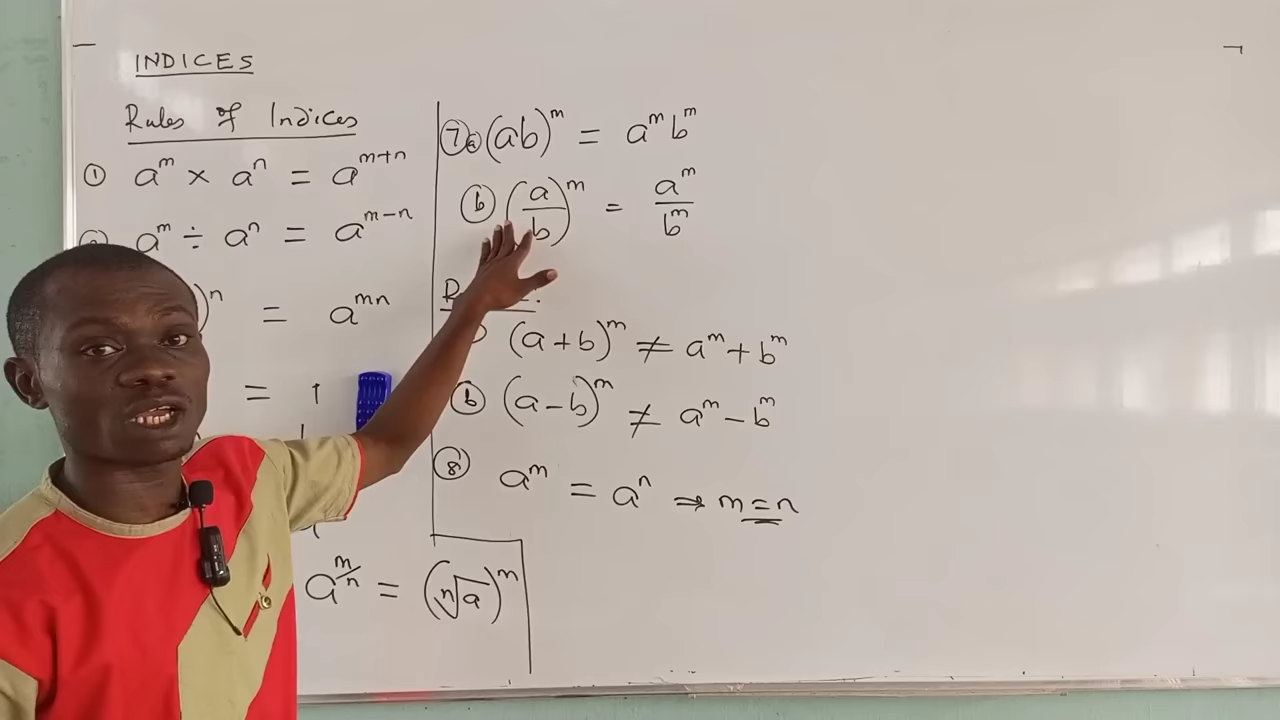 INDICES
Rules of Indices
① aᵐ × aⁿ = aᵐ⁺ⁿ
aᵐ ÷ aⁿ = aᵐ⁻ⁿ
)ⁿ = aᵐⁿ
= 1
a^(m/n) = (ⁿ√a)ᵐ
⑦ⓐ (ab)ᵐ = aᵐbᵐ
ⓑ (a/b)ᵐ = aᵐ/bᵐ
(a+b)ᵐ ≠ aᵐ+bᵐ
ⓑ (a-b)ᵐ ≠ aᵐ-bᵐ
⑧ aᵐ = aⁿ ⇒ m=n